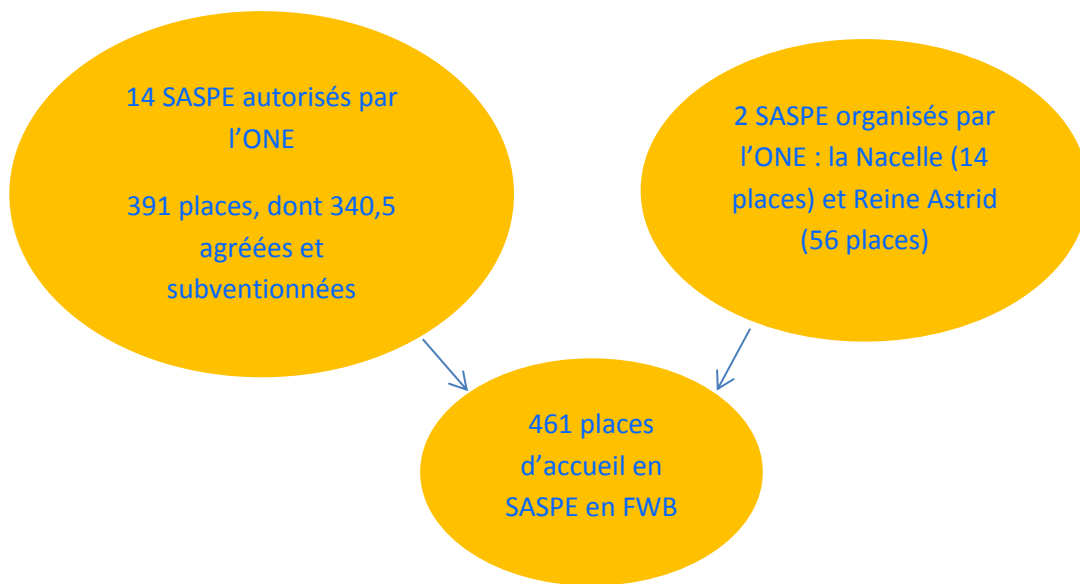 14 SASPE autorisés par
l’ONE
391 places, dont 340,5
agréées et
subventionnées
2 SASPE organisés par
l’ONE : la Nacelle (14
places) et Reine Astrid
(56 places)
461 places
d’accueil en
SASPE en FWB